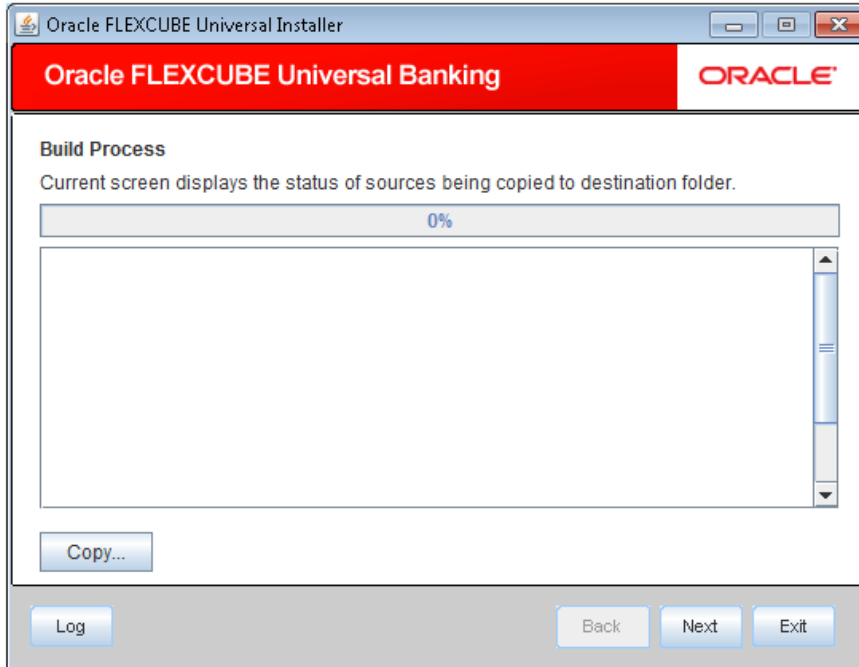 Oracle FLEXCUBE Universal Installer
Oracle FLEXCUBE Universal Banking
ORACLE
Build Process
Current screen displays the status of sources being copied to destination folder.
0%
Copy...
Log
Back
Next
Exit